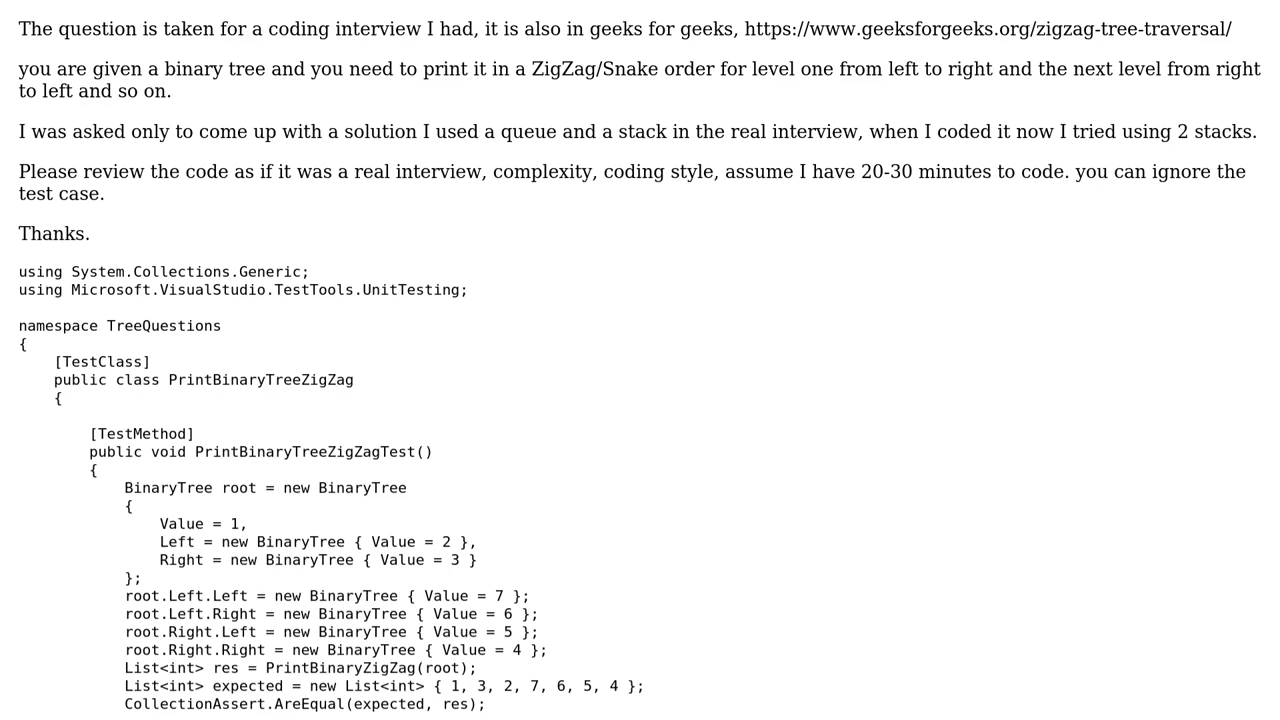 The question is taken for a coding interview I had, it is also in geeks for geeks, https://www.geeksforgeeks.org/zigzag-tree-traversal/
you are given a binary tree and you need to print it in a ZigZag/Snake order for level one from left to right and the next level from right
to left and so on.
I was asked only to come up with a solution I used a queue and a stack in the real interview, when I coded it now I tried using 2 stacks.
Please review the code as if it was a real interview, complexity, coding style, assume I have 20-30 minutes to code. you can ignore the
test case.
Thanks.
using System.Collections.Generic;
using Microsoft.VisualStudio.TestTools.UnitTesting;
namespace TreeQuestions
{
    [TestClass]
    public class PrintBinaryTreeZigZag
    {
        [TestMethod]
        public void PrintBinaryTreeZigZagTest()
        {
            BinaryTree root = new BinaryTree
            {
                Value = 1,
                Left = new BinaryTree { Value = 2 },
                Right = new BinaryTree { Value = 3 }
            };
            root.Left.Left = new BinaryTree { Value = 7 };
            root.Left.Right = new BinaryTree { Value = 6 };
            root.Right.Left = new BinaryTree { Value = 5 };
            root.Right.Right = new BinaryTree { Value = 4 };
            List<int> res = PrintBinaryZigZag(root);
            List<int> expected = new List<int> { 1, 3, 2, 7, 6, 5, 4 };
            CollectionAssert.AreEqual(expected, res);